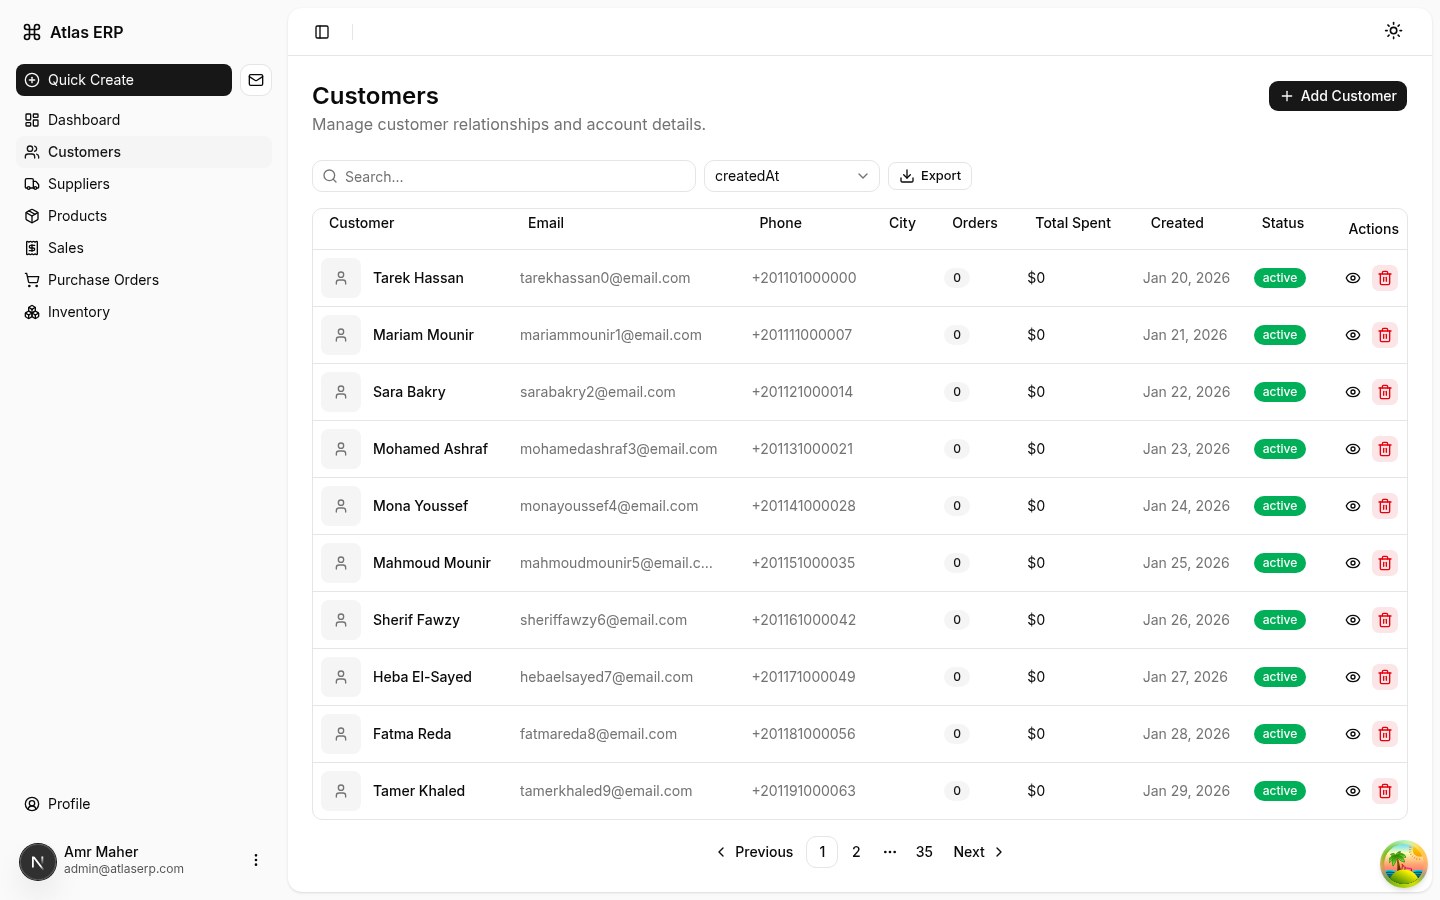 Atlas ERP
Quick Create
Dashboard
Customers
Suppliers
Products
Sales
Purchase Orders
Inventory
Profile
N
Amr Maher
admin@atlaserp.com
Customers
Manage customer relationships and account details.
Add Customer
Search...
createdAt
Export
Customer Email Phone City Orders Total Spent Created Status Actions
Tarek Hassan tarekhassan0@email.com +201101000000 0 $0 Jan 20, 2026 active
Mariam Mounir mariammounir1@email.com +201111000007 0 $0 Jan 21, 2026 active
Sara Bakry sarabakry2@email.com +201121000014 0 $0 Jan 22, 2026 active
Mohamed Ashraf mohamedashraf3@email.com +201131000021 0 $0 Jan 23, 2026 active
Mona Youssef monayoussef4@email.com +201141000028 0 $0 Jan 24, 2026 active
Mahmoud Mounir mahmoudmounir5@email.c... +201151000035 0 $0 Jan 25, 2026 active
Sherif Fawzy sheriffawzy6@email.com +201161000042 0 $0 Jan 26, 2026 active
Heba El-Sayed hebaelsayed7@email.com +201171000049 0 $0 Jan 27, 2026 active
Fatma Reda fatmareda8@email.com +201181000056 0 $0 Jan 28, 2026 active
Tamer Khaled tamerkhaled9@email.com +201191000063 0 $0 Jan 29, 2026 active
Previous 1 2 ... 35 Next